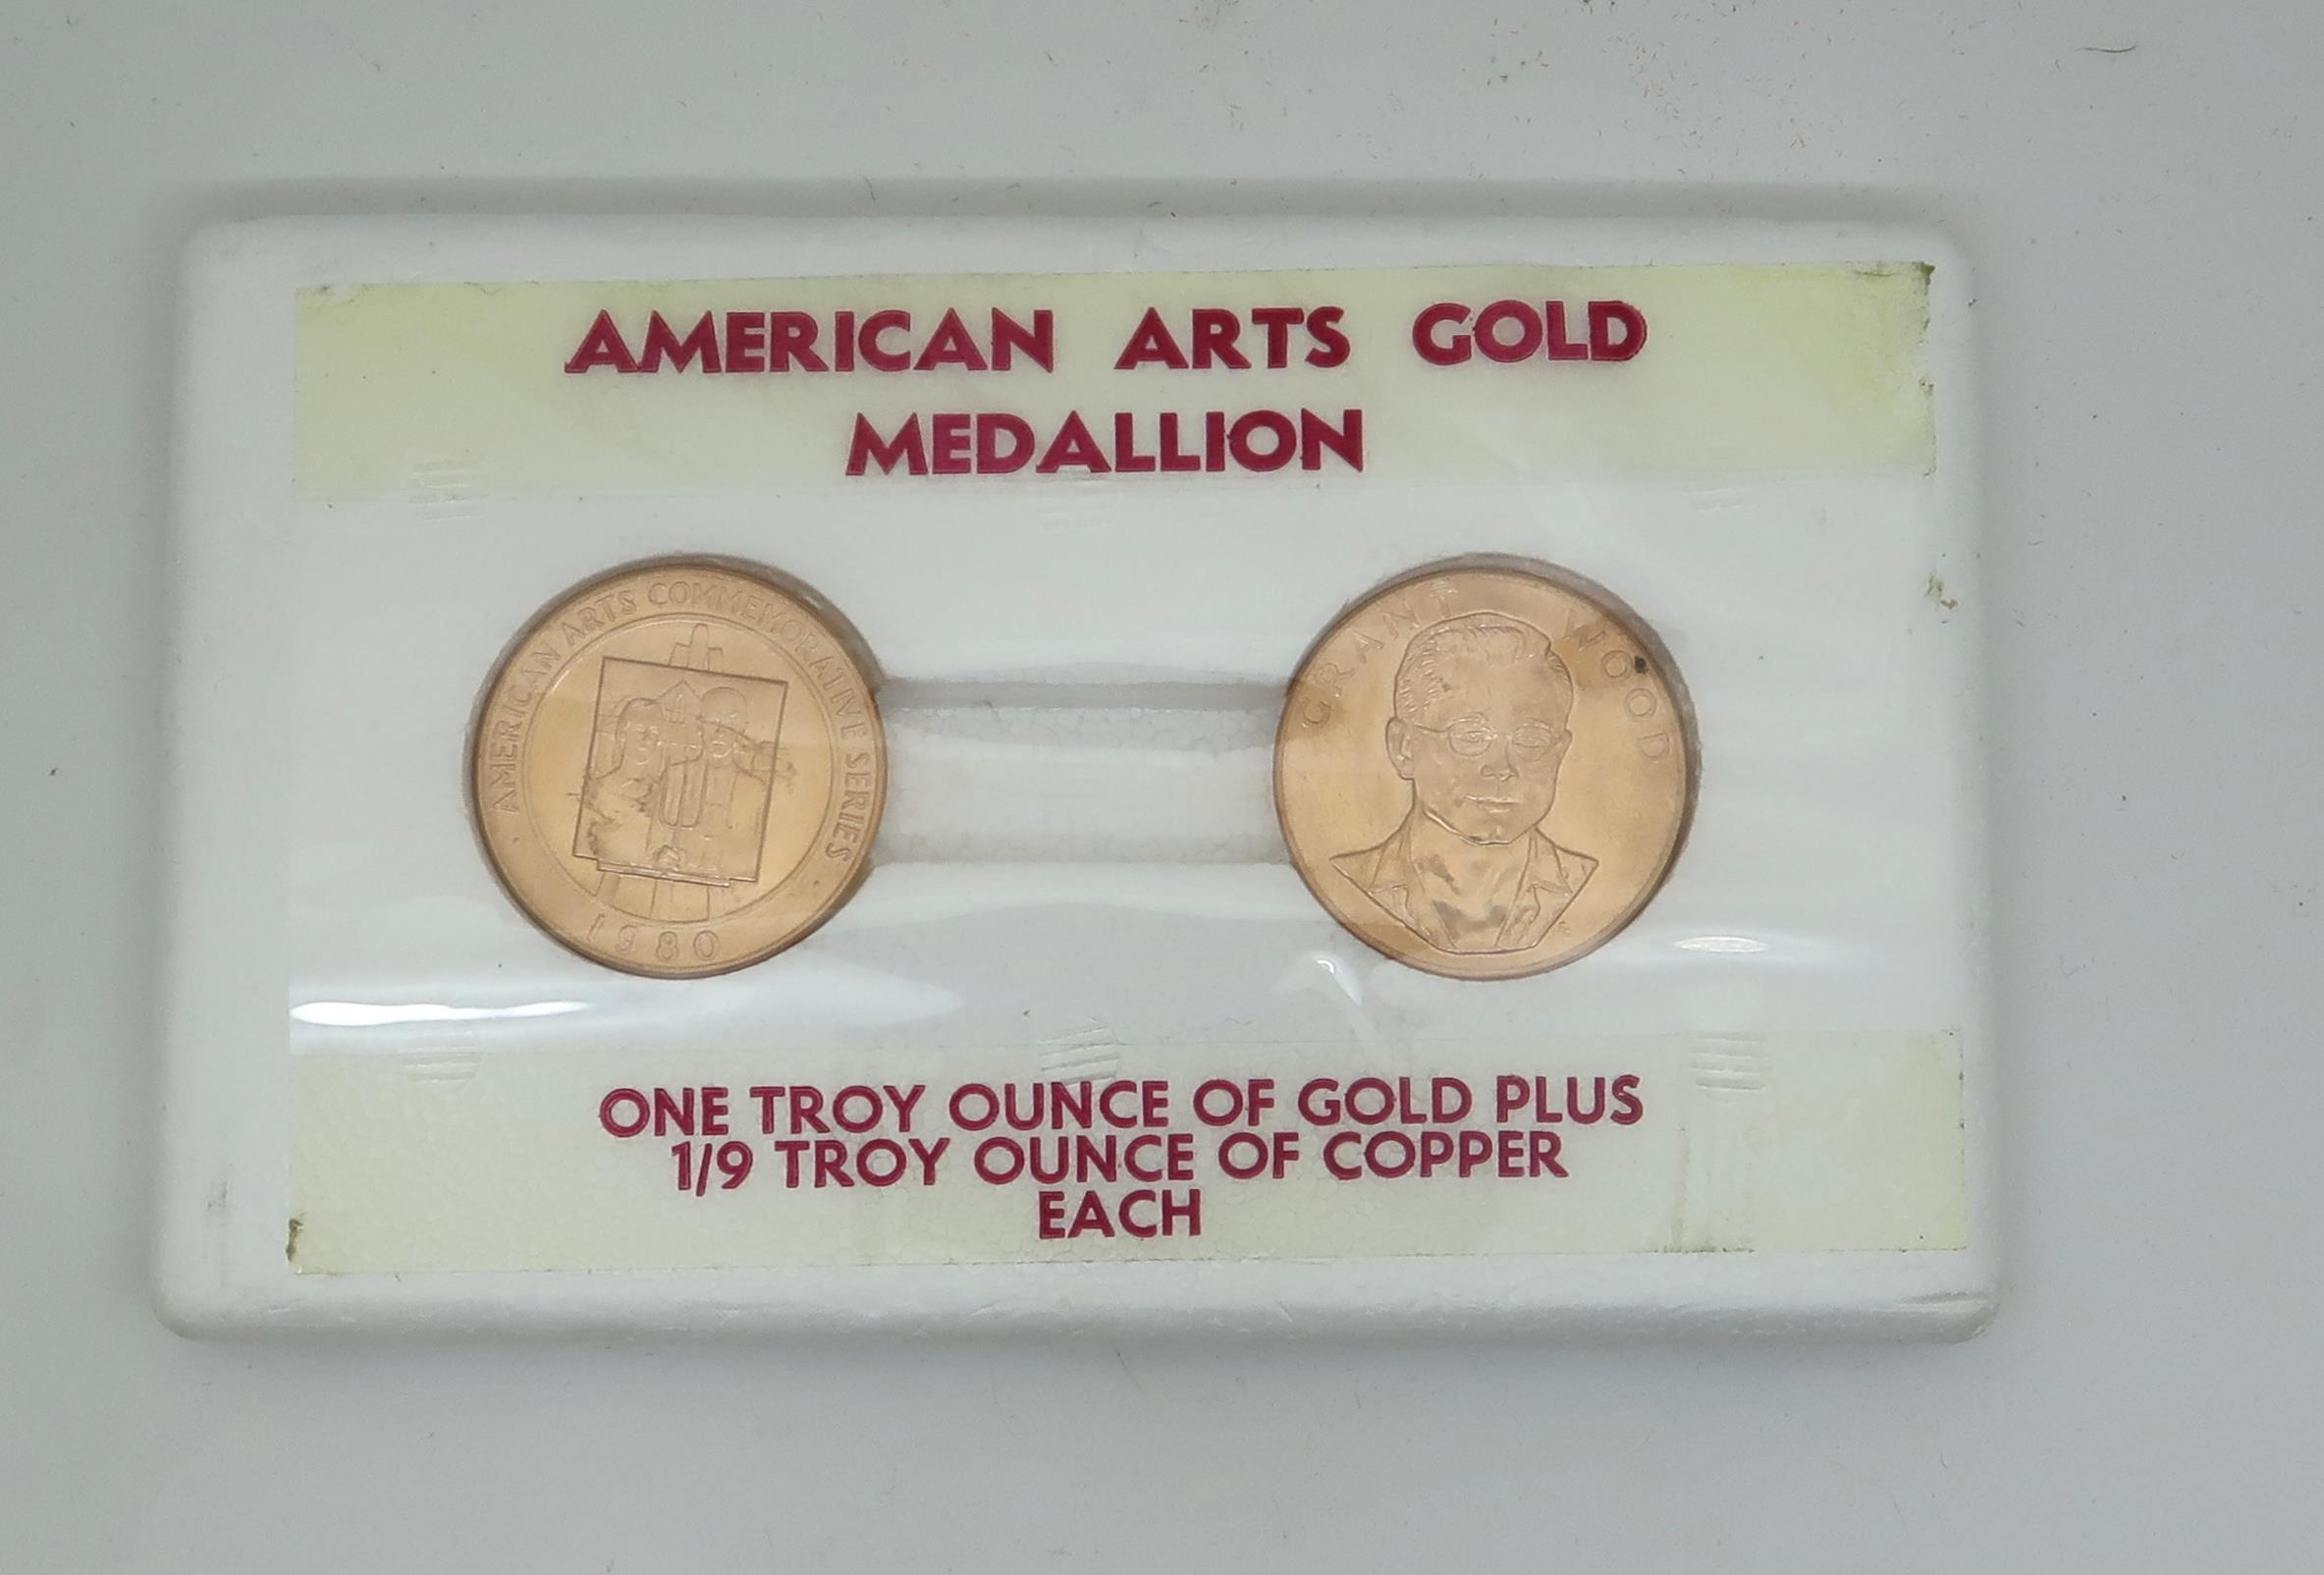 AMERICAN ARTS GOLD
MEDALLION
AMERICAN ARTS COMMEMORATIVE SERIES
1980
GRANT WOOD
ONE TROY OUNCE OF GOLD PLUS
1/9 TROY OUNCE OF COPPER
EACH